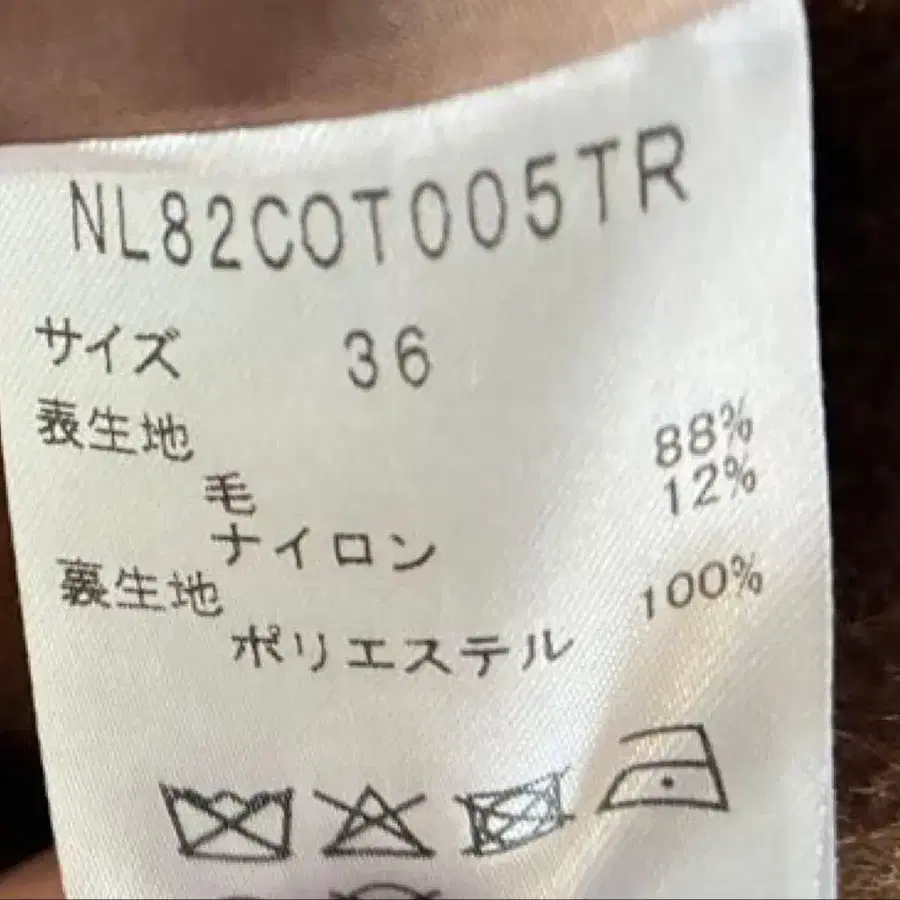 NL82COT005TR
サイズ 36
表生地
毛 88%
ナイロン 12%
裏生地
ポリエステル 100%